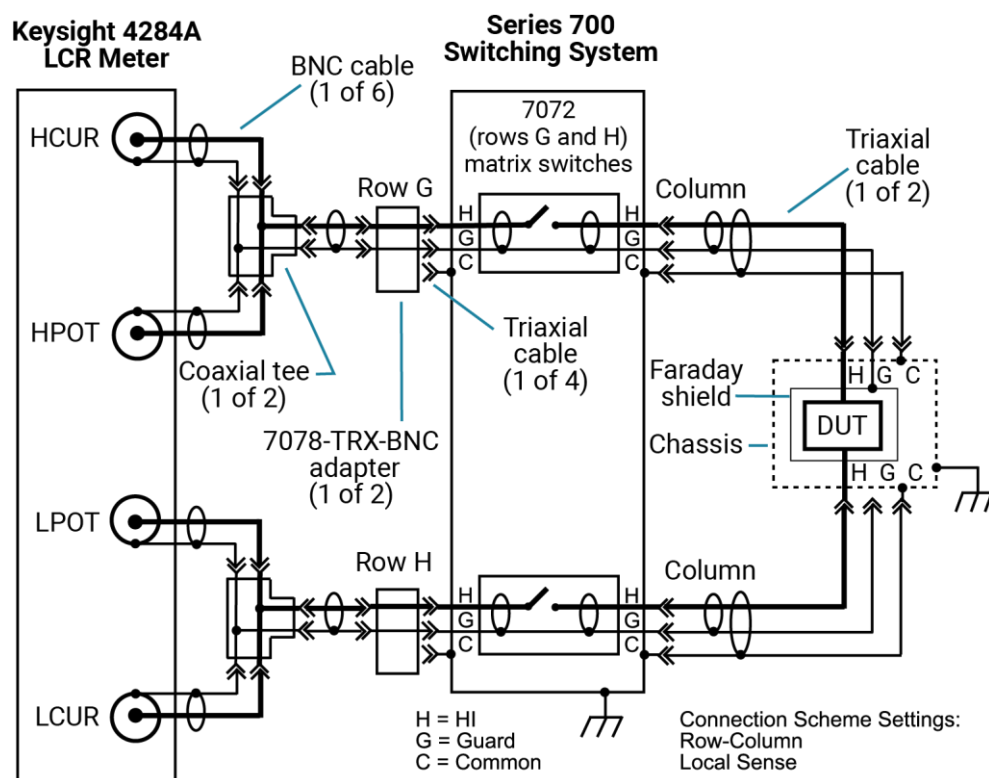 Keysight 4284A
LCR Meter
Series 700
Switching System
BNC cable
(1 of 6)
HCUR
7072
(rows G and H)
matrix switches
Triaxial
cable
(1 of 2)
Row G
Column
H
G
C
H
G
C
HPOT
Coaxial tee
(1 of 2)
Triaxial
cable
(1 of 4)
7078-TRX-BNC
adapter
(1 of 2)
Faraday
shield
Chassis
H G C
DUT
H G C
LPOT
Row H
Column
H
G
C
H
G
C
LCUR
H = HI
G = Guard
C = Common
Connection Scheme Settings:
Row-Column
Local Sense